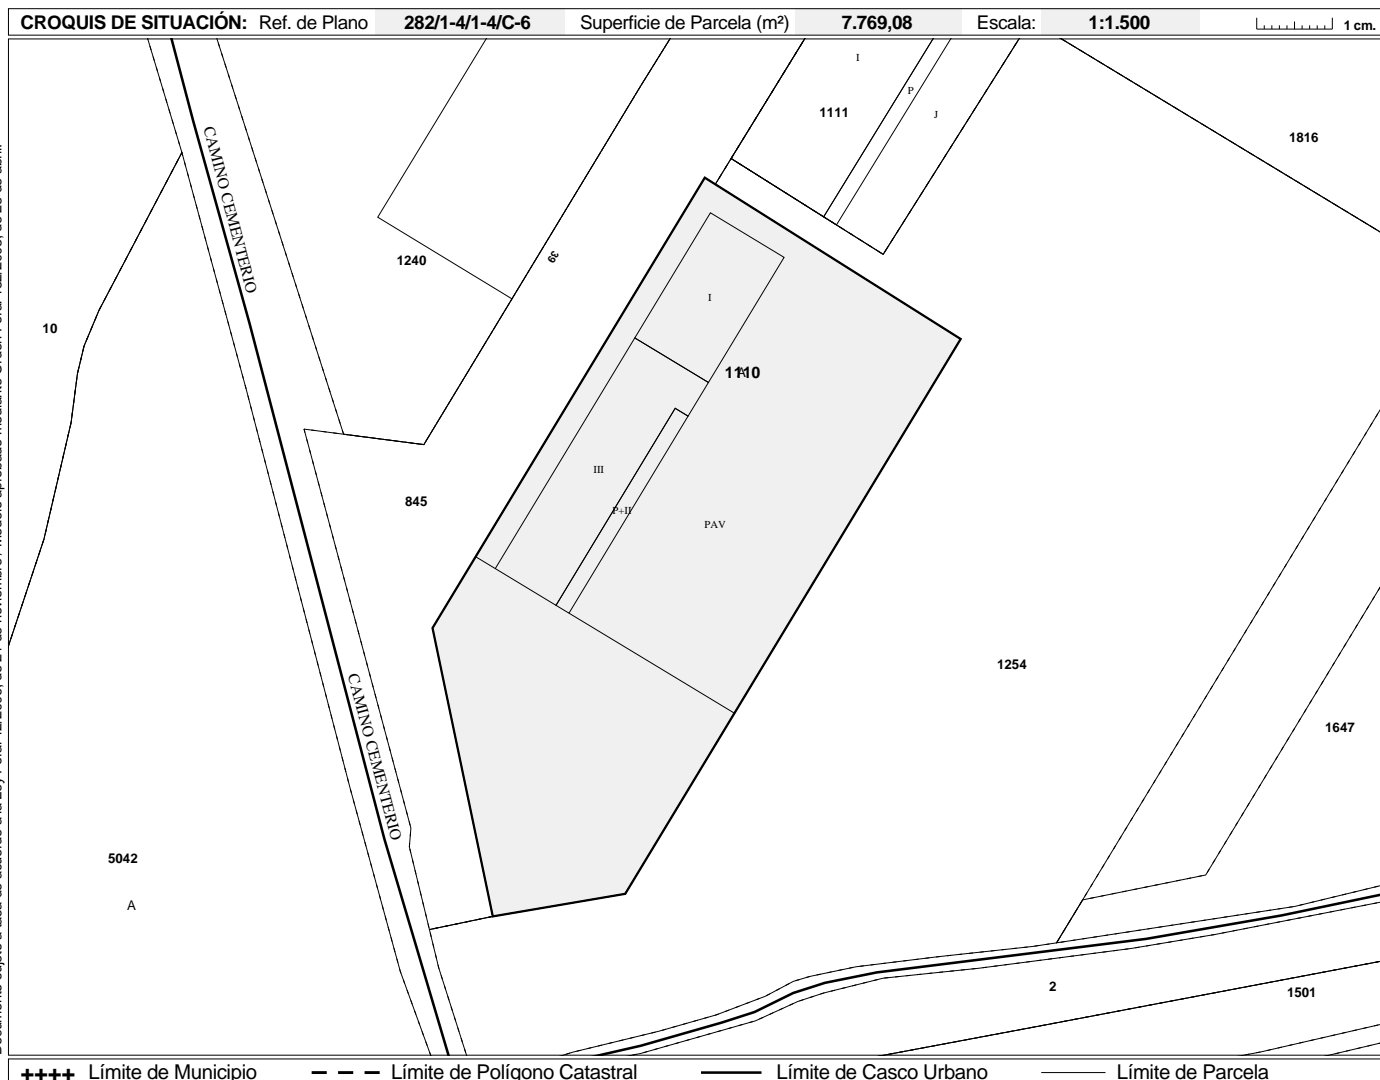 CROQUIS DE SITUACIÓN: Ref. de Plano 282/1-4/1-4/C-6 Superficie de Parcela (m²) 7.769,08 Escala: 1:1.500 1 cm.
I
P
J
1111
1816
CAMINO CEMENTERIO
1240
39
10
I
1110
III
845
P+II
PAV
1254
CAMINO CEMENTERIO
1647
5042
A
2
1501
++++ Límite de Municipio – – – Límite de Polígono Catastral Límite de Casco Urbano Límite de Parcela